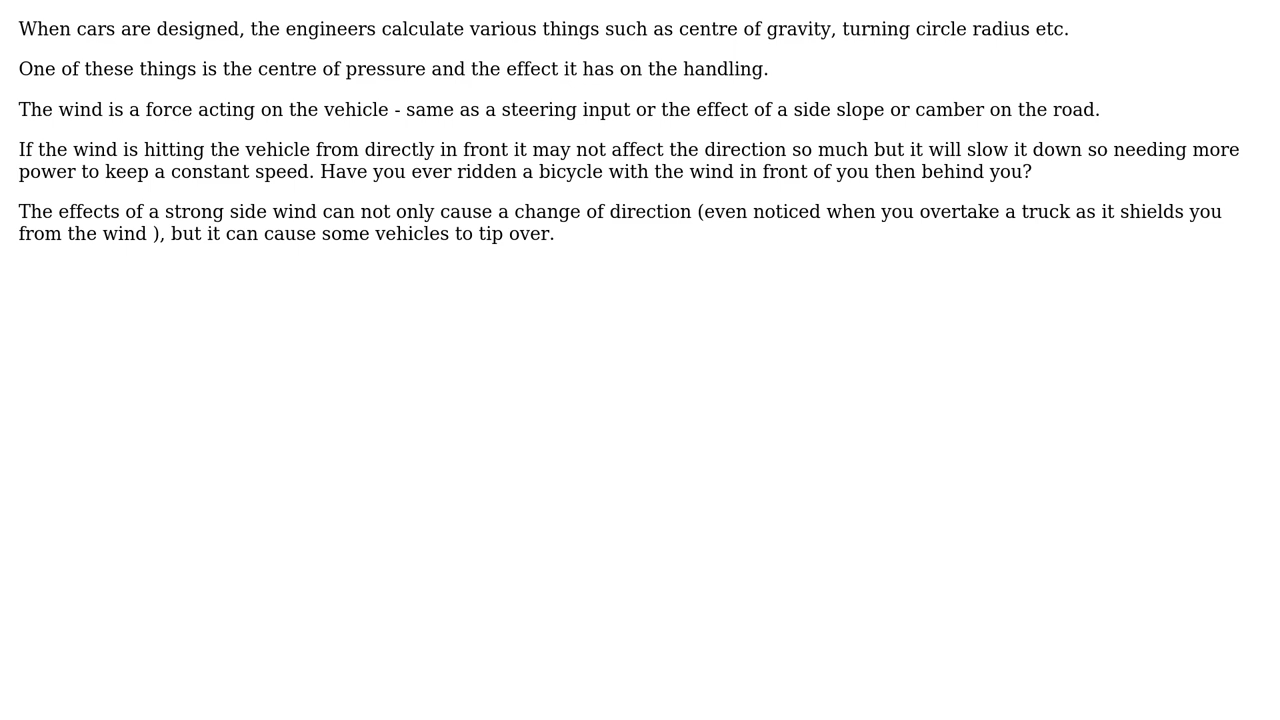 When cars are designed, the engineers calculate various things such as centre of gravity, turning circle radius etc.
One of these things is the centre of pressure and the effect it has on the handling.
The wind is a force acting on the vehicle - same as a steering input or the effect of a side slope or camber on the road.
If the wind is hitting the vehicle from directly in front it may not affect the direction so much but it will slow it down so needing more
power to keep a constant speed. Have you ever ridden a bicycle with the wind in front of you then behind you?
The effects of a strong side wind can not only cause a change of direction (even noticed when you overtake a truck as it shields you
from the wind ), but it can cause some vehicles to tip over.